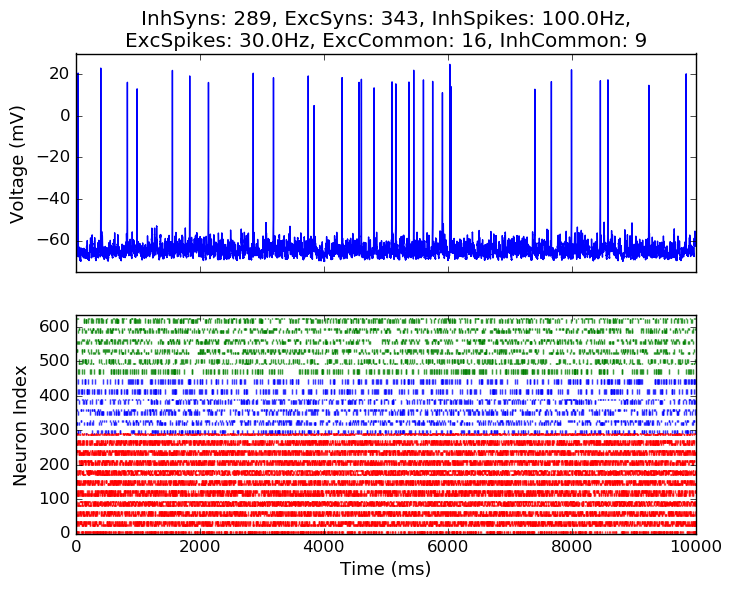 InhSyns: 289, ExcSyns: 343, InhSpikes: 100.0Hz,
ExcSpikes: 30.0Hz, ExcCommon: 16, InhCommon: 9
20
0
−20
−40
−60
Voltage (mV)
600
500
400
300
200
100
0
Neuron Index
0 2000 4000 6000 8000 10000
Time (ms)